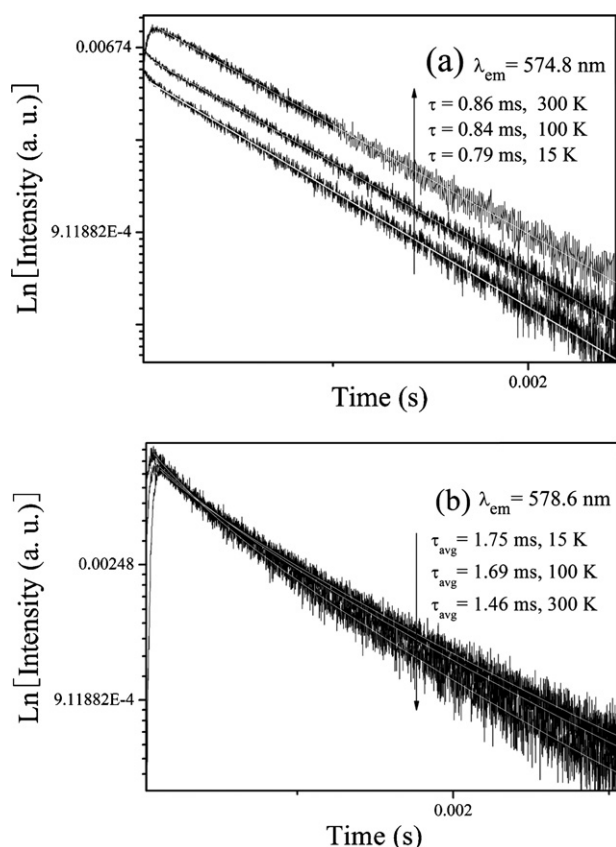 (a) λem = 574.8 nm
0.00674
τ = 0.86 ms, 300 K
τ = 0.84 ms, 100 K
τ = 0.79 ms, 15 K
9.11882E-4
Ln[Intensity (a. u.)]
0.002
Time (s)
(b) λem = 578.6 nm
τavg = 1.75 ms, 15 K
0.00248
τavg = 1.69 ms, 100 K
τavg = 1.46 ms, 300 K
9.11882E-4
Ln[Intensity (a. u.)]
0.002
Time (s)